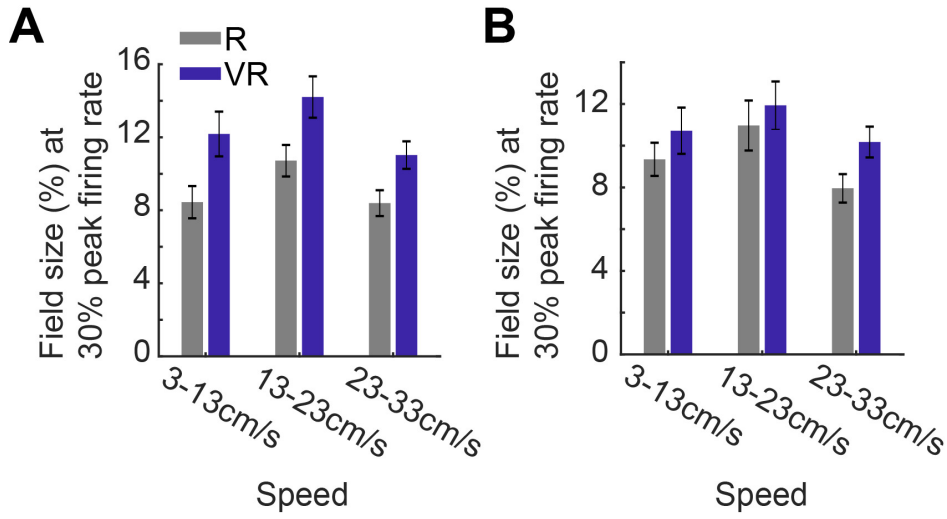 A
R
VR
16
12
8
4
0
Field size (%) at
30% peak firing rate
3-13cm/s
13-23cm/s
23-33cm/s
Speed
B
12
8
4
0
Field size (%) at
30% peak firing rate
3-13cm/s
13-23cm/s
23-33cm/s
Speed